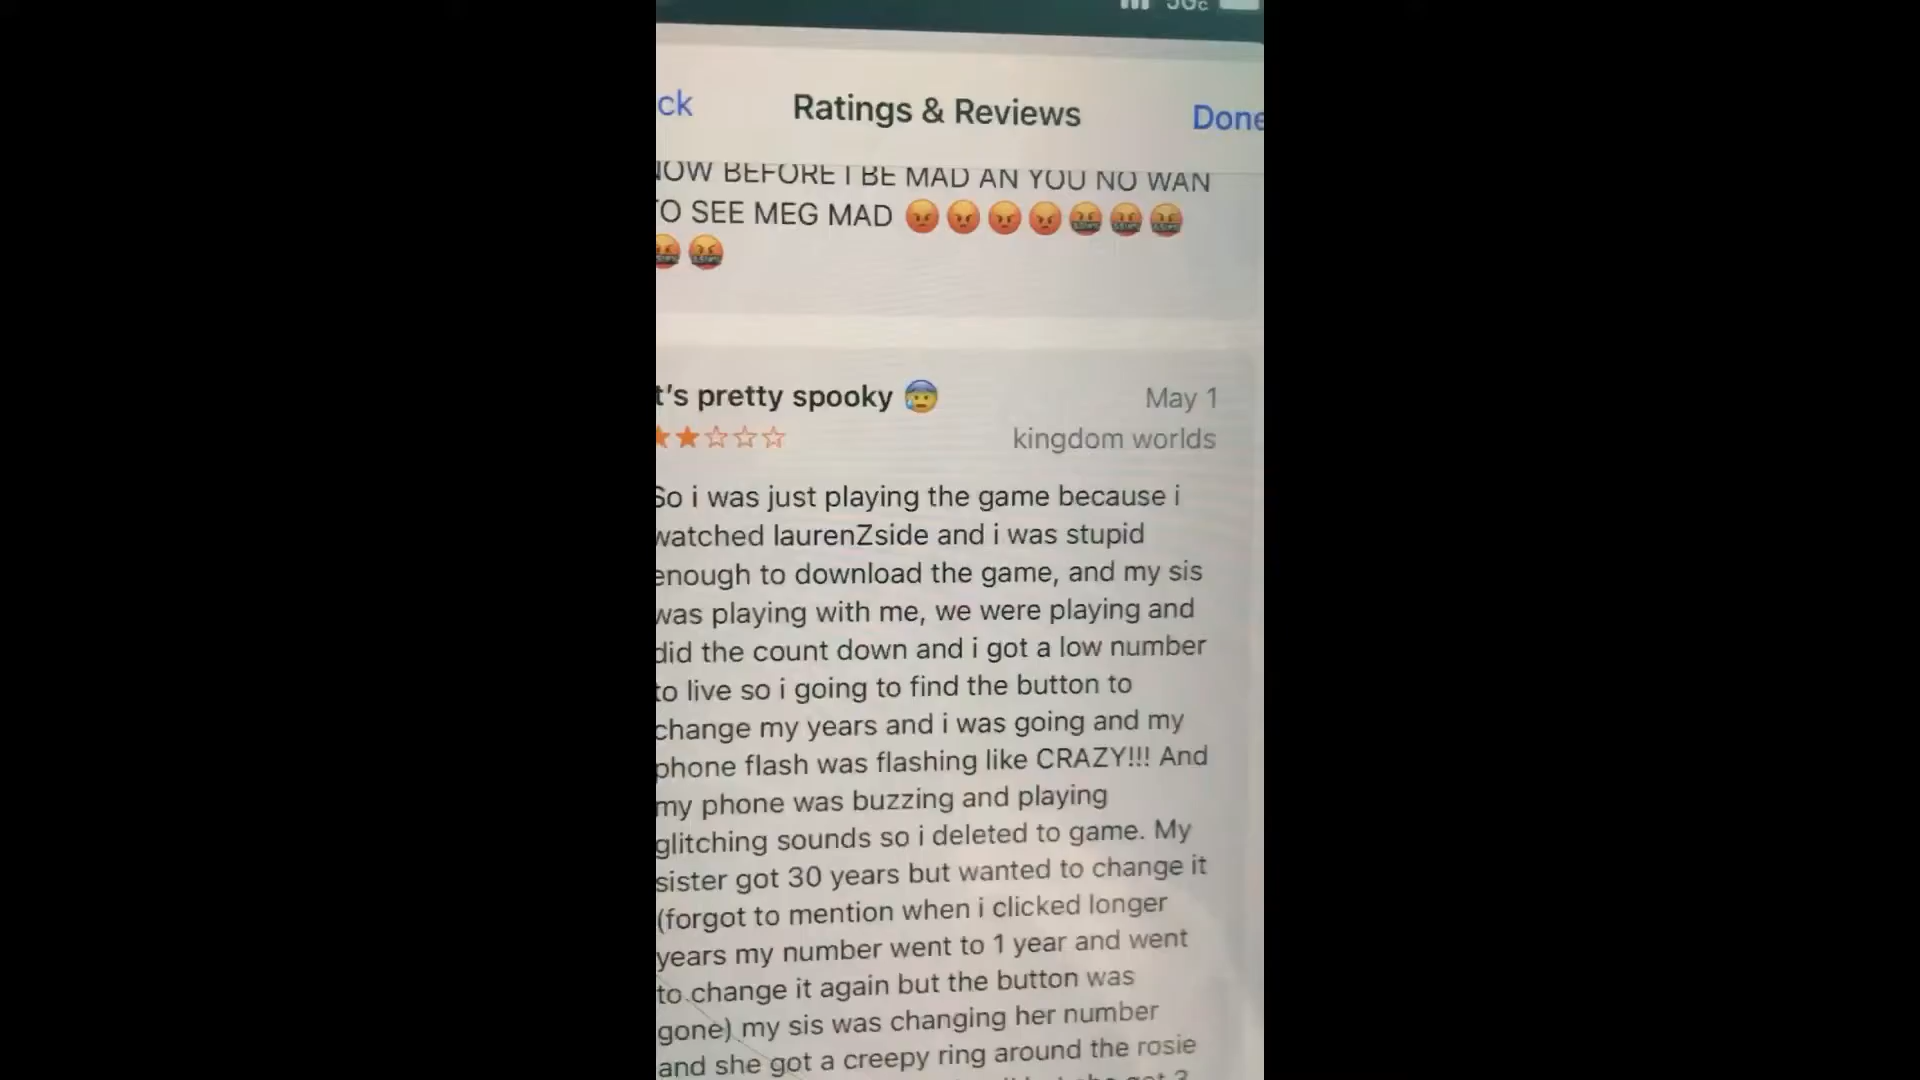 5Gc
ck
Ratings & Reviews
Done
NOW BEFORE I BE MAD AN YOU NO WAN
TO SEE MEG MAD 😡😡😡😡🤬🤬🤬
🤬🤬
t's pretty spooky 😰
May 1
★★☆☆☆
kingdom worlds
So i was just playing the game because i
watched laurenZside and i was stupid
enough to download the game, and my sis
was playing with me, we were playing and
did the count down and i got a low number
to live so i going to find the button to
change my years and i was going and my
phone flash was flashing like CRAZY!!! And
my phone was buzzing and playing
glitching sounds so i deleted to game. My
sister got 30 years but wanted to change it
(forgot to mention when i clicked longer
years my number went to 1 year and went
to change it again but the button was
gone) my sis was changing her number
and she got a creepy ring around the rosie